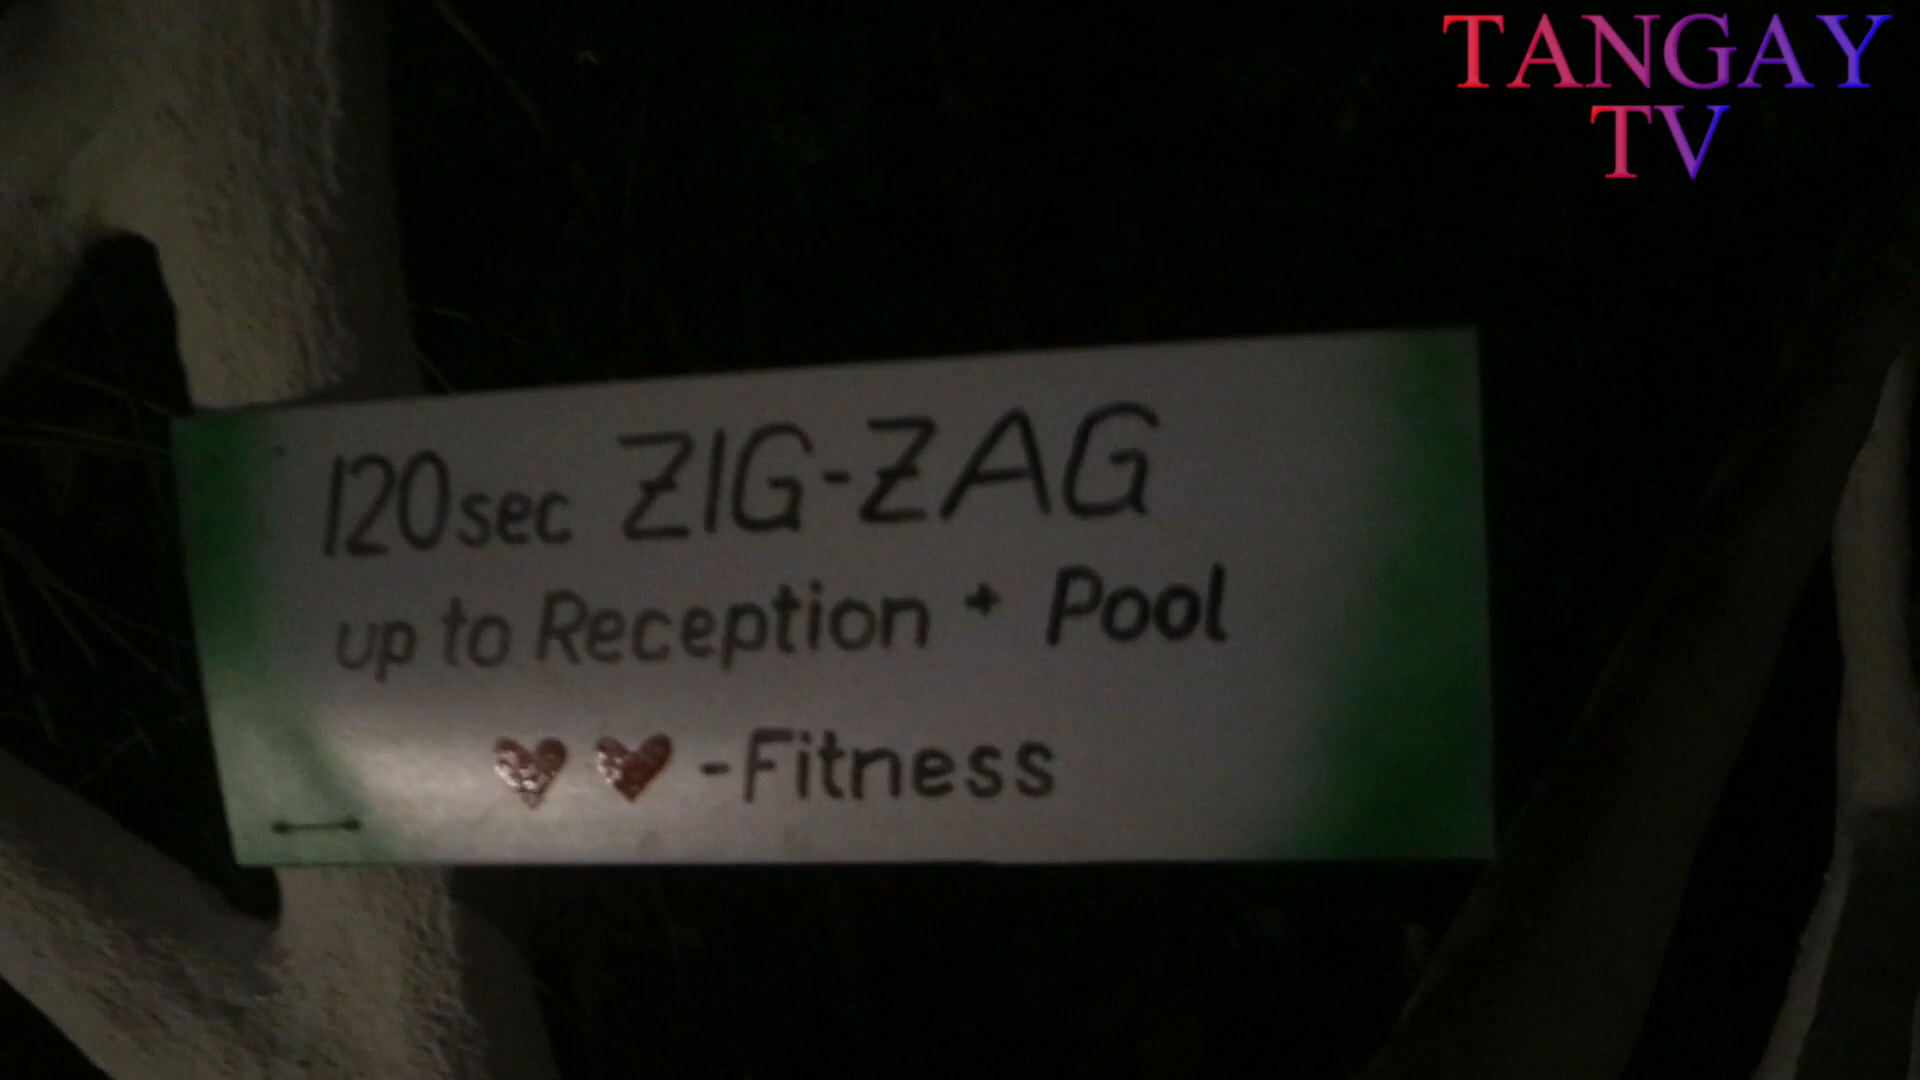 TANGAY
TV
120sec ZIG-ZAG
up to Reception + Pool
♥ ♥ -Fitness